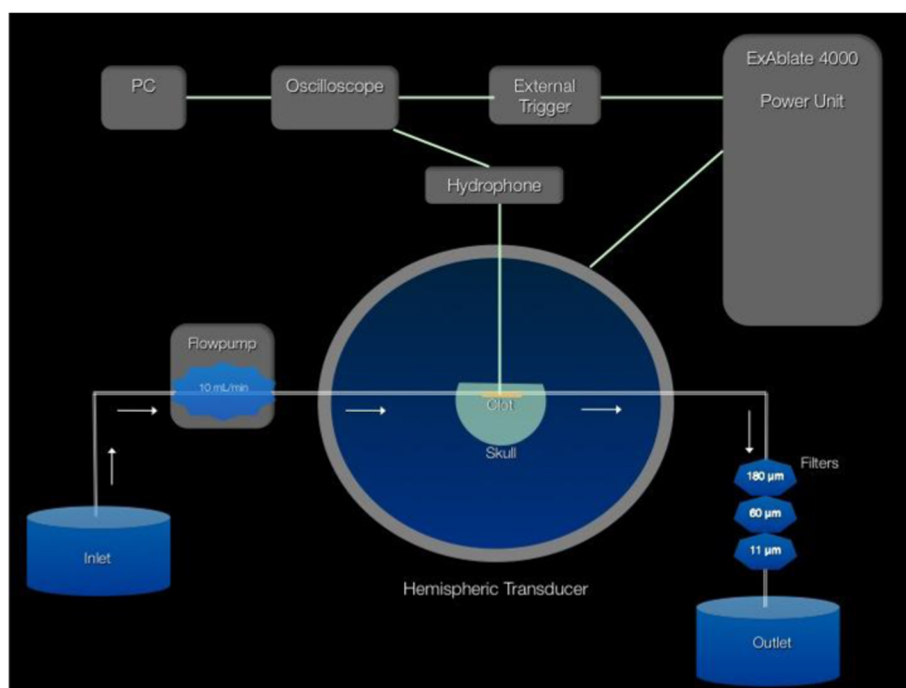 PC
Oscilloscope
External
Trigger
ExAblate 4000
Power Unit
Hydrophone
Flowpump
10 mL/min
Clot
Skull
Filters
180 µm
60 µm
11 µm
Inlet
Hemispheric Transducer
Outlet